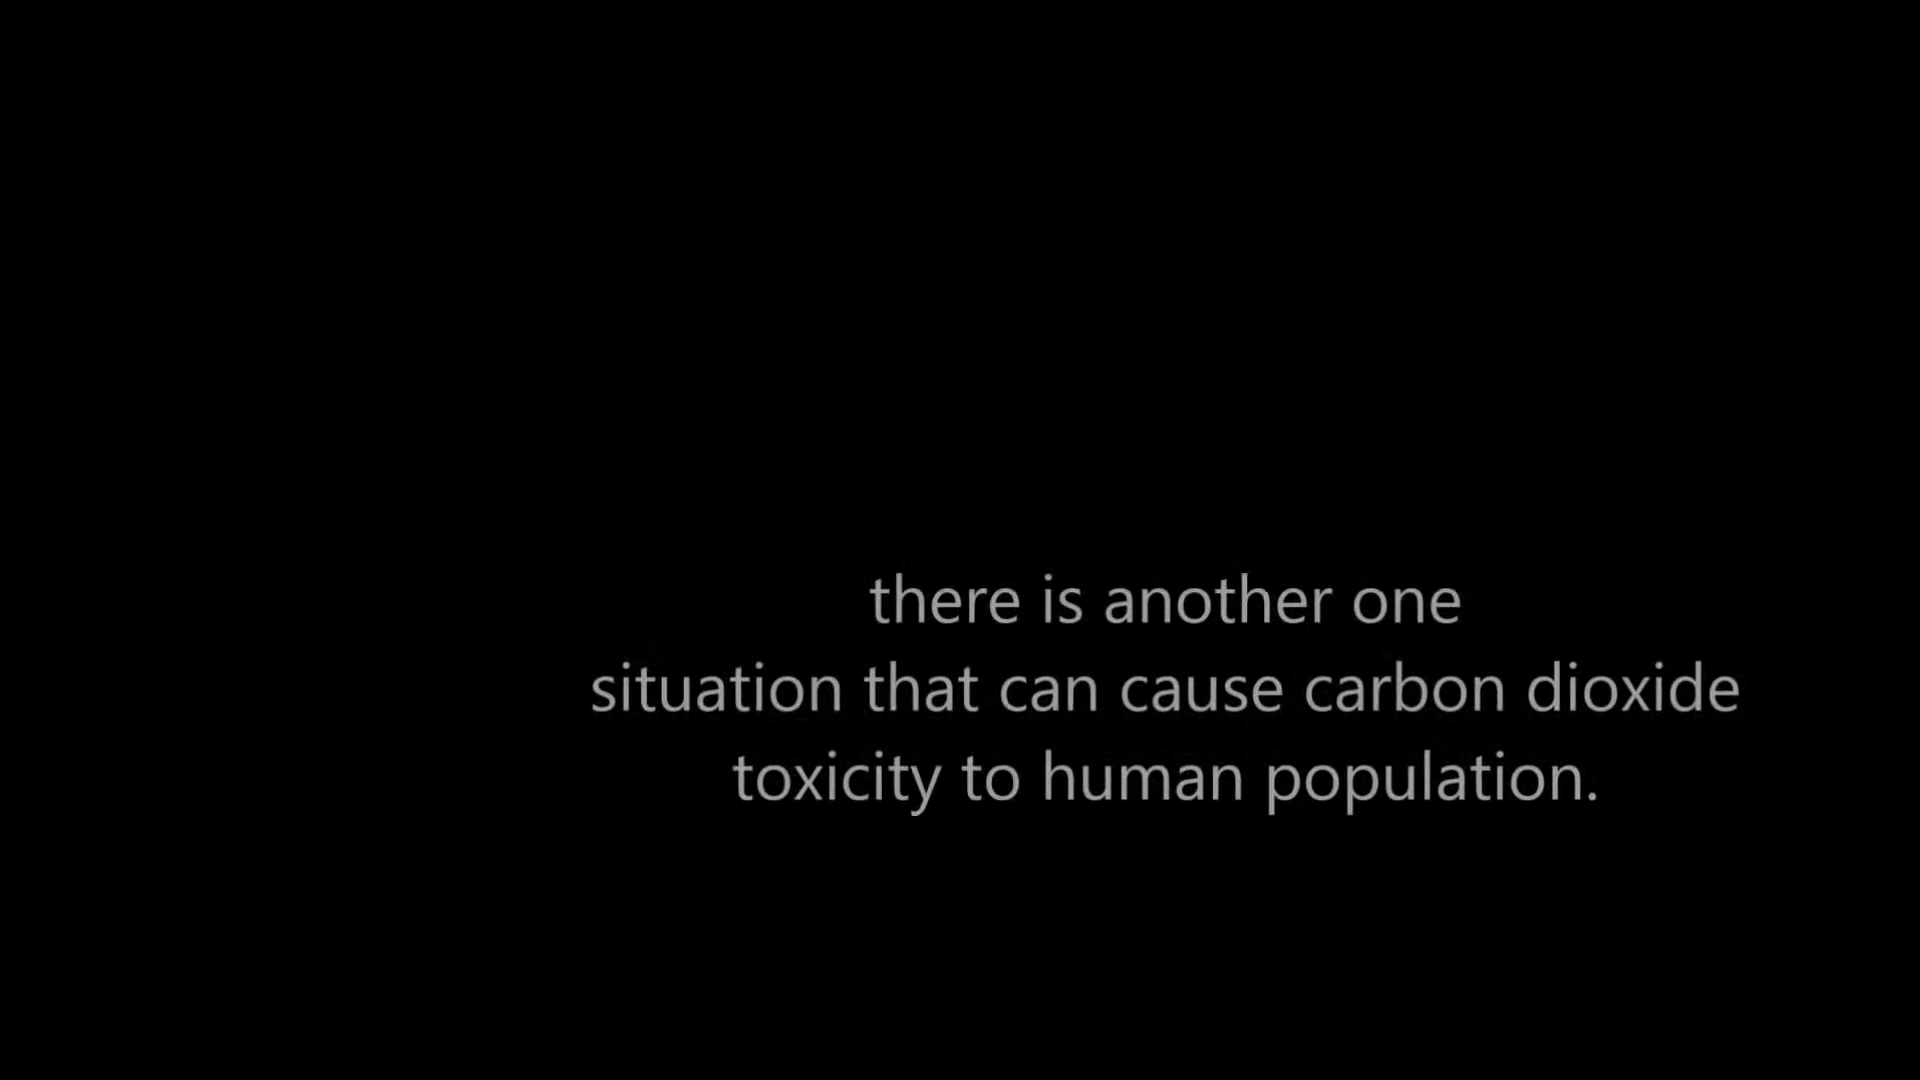 there is another one
situation that can cause carbon dioxide
toxicity to human population.